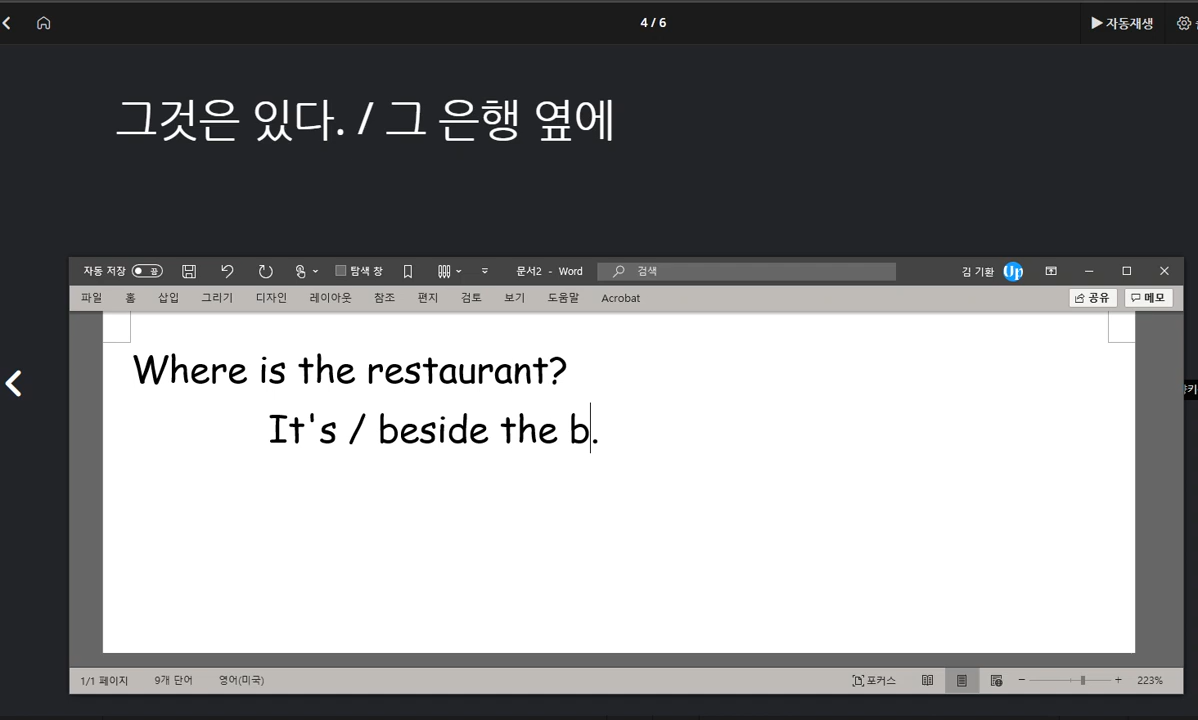 4 / 6
▶ 자동재생
그것은 있다. / 그 은행 옆에
자동 저장 끔 탐색 창 문서2 - Word 검색 김 기환 Up
파일 홈 삽입 그리기 디자인 레이아웃 참조 편지 검토 보기 도움말 Acrobat 공유 메모
Where is the restaurant?
It's / beside the b.
1/1 페이지 9개 단어 영어(미국) 포커스 − + 223%